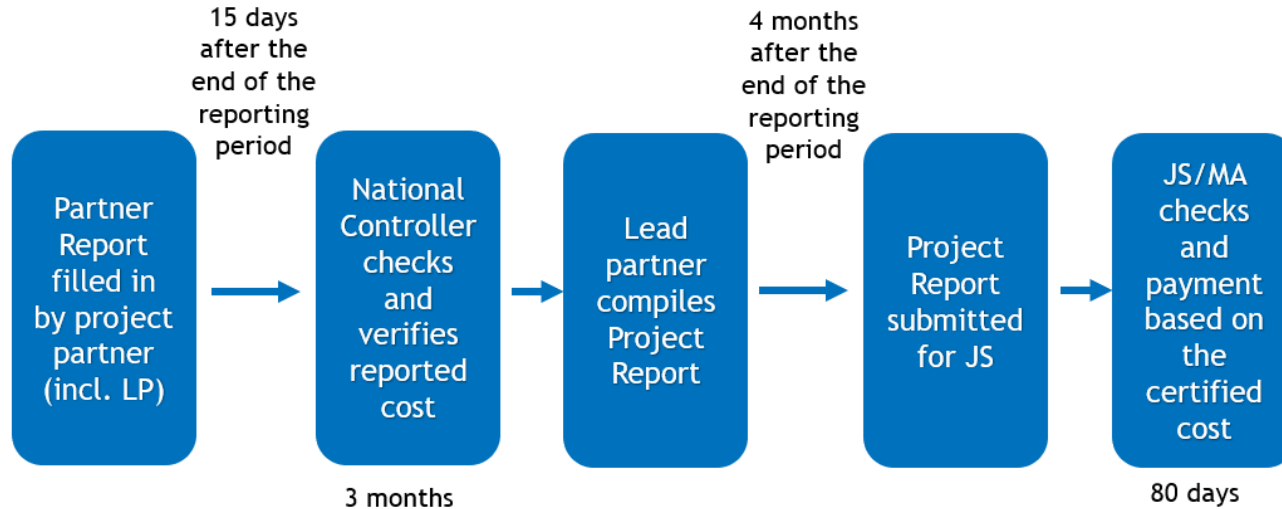 15 days
after the
end of the
reporting
period
4 months
after the
end of the
reporting
period
Partner
Report
filled in
by project
partner
(incl. LP)
National
Controller
checks
and
verifies
reported
cost
Lead
partner
compiles
Project
Report
Project
Report
submitted
for JS
JS/MA
checks
and
payment
based on
the
certified
cost
3 months
80 days